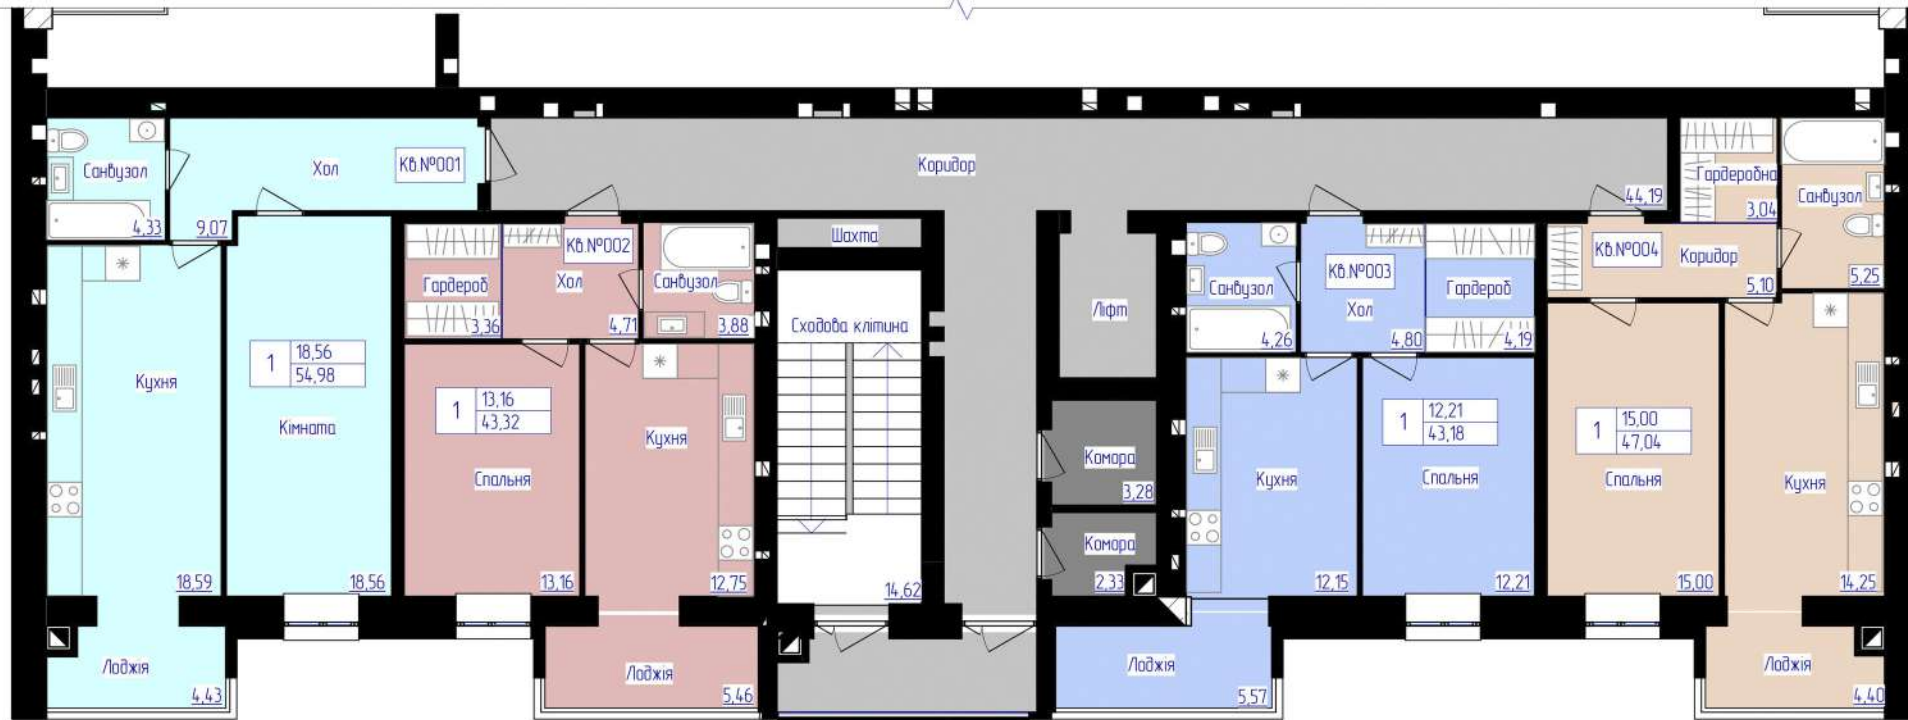 Санвузол
4,33
Хол
Кв.№001
9,07
Кухня
18,59
1
18,56
54,98
Кімната
18,56
Лоджія
4,43
Гардероб
3,36
Кв.№002
Хол
4,71
Санвузол
3,88
1
13,16
43,32
Спальня
13,16
Кухня
12,75
Лоджія
5,46
Коридор
44,19
Шахта
Сходова клітина
14,62
Ліфт
Комора
3,28
Комора
2,33
Санвузол
4,26
Кв.№003
Хол
4,80
Гардероб
4,19
Кухня
12,15
1
12,21
43,18
Спальня
12,21
Лоджія
5,57
Гардеробна
3,04
Санвузол
5,25
Кв.№004
Коридор
5,10
1
15,00
47,04
Спальня
15,00
Кухня
14,25
Лоджія
4,40